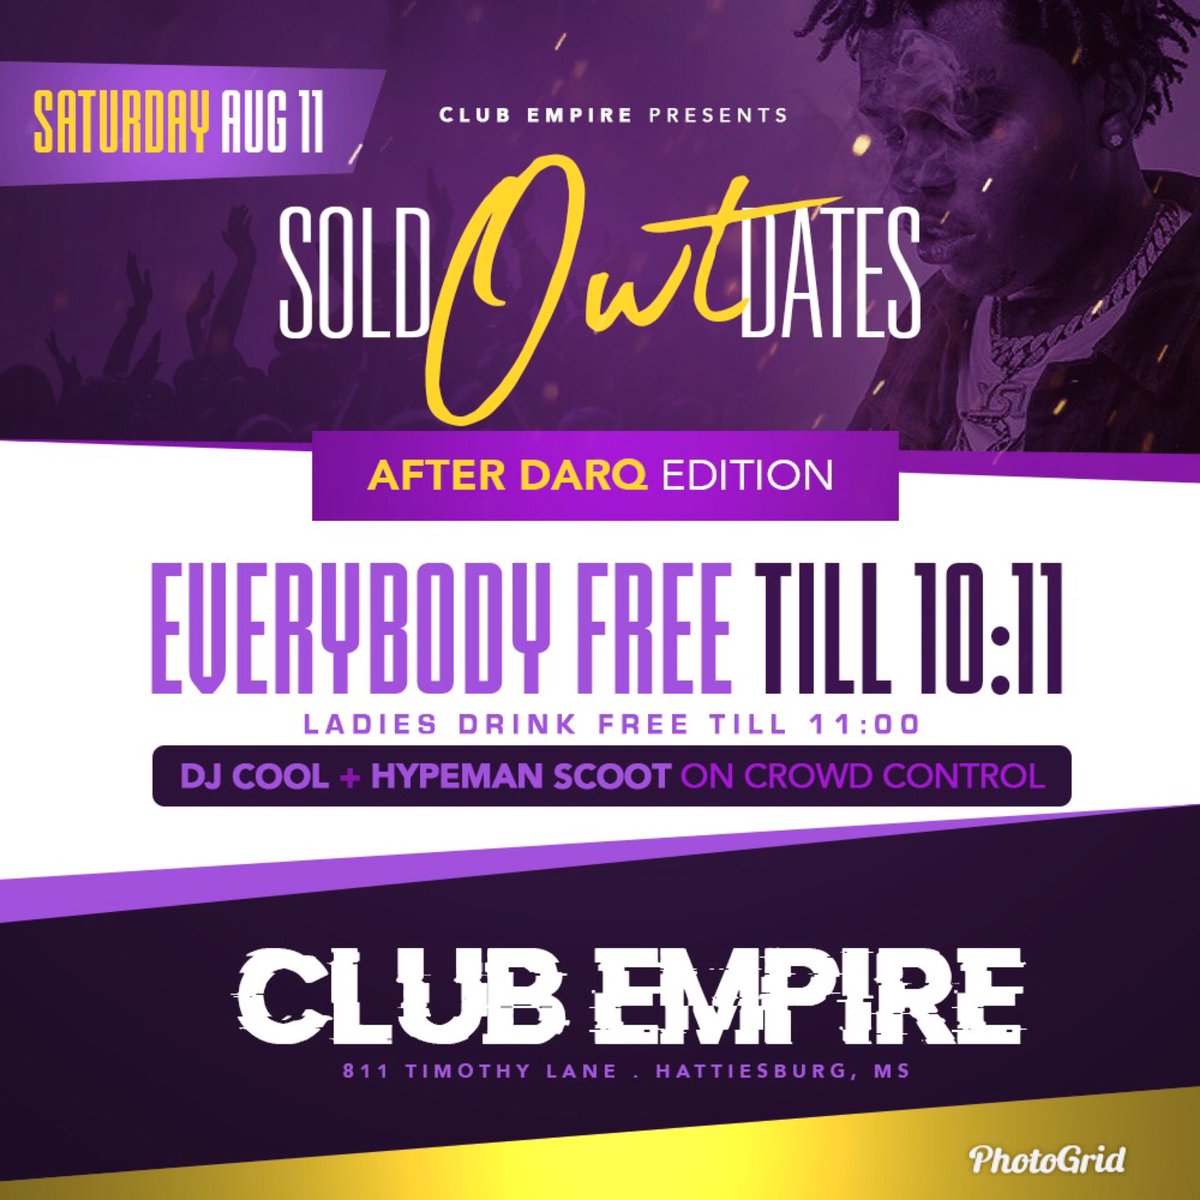 SATURDAY AUG 11
CLUB EMPIRE PRESENTS
SOLD Out DATES
AFTER DARQ EDITION
EVERYBODY FREE TILL 10:11
LADIES DRINK FREE TILL 11:00
DJ COOL + HYPEMAN SCOOT ON CROWD CONTROL
CLUB EMPIRE
811 TIMOTHY LANE . HATTIESBURG, MS
PhotoGrid